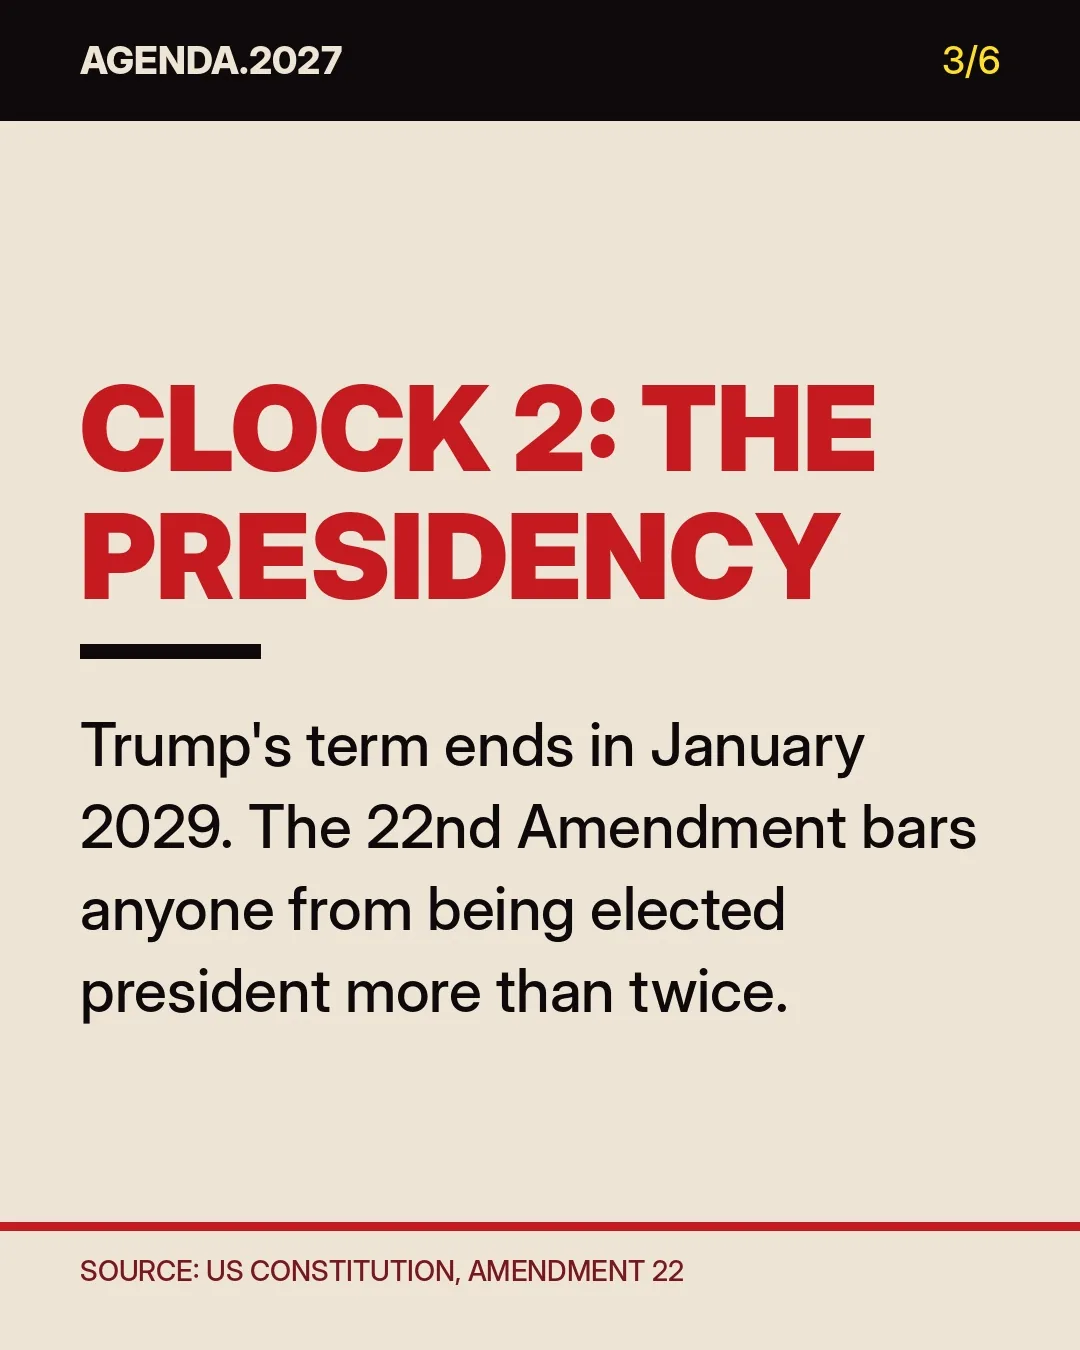 AGENDA.2027
3/6
CLOCK 2: THE
PRESIDENCY
Trump's term ends in January
2029. The 22nd Amendment bars
anyone from being elected
president more than twice.
SOURCE: US CONSTITUTION, AMENDMENT 22